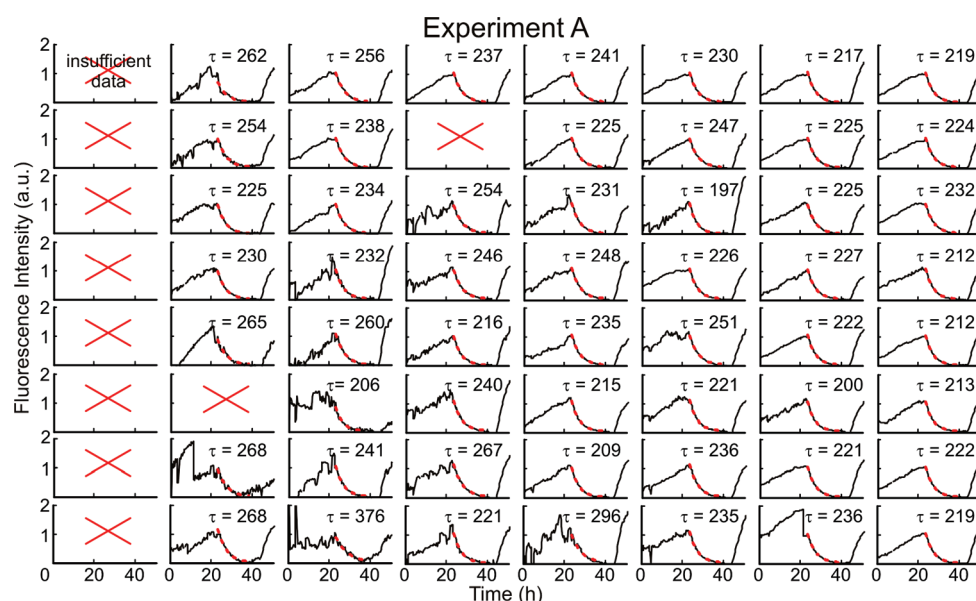 Experiment A
Fluorescence Intensity (a.u.)
2
1
insufficient
data
τ = 262
τ = 256
τ = 237
τ = 241
τ = 230
τ = 217
τ = 219
2
1
τ = 254
τ = 238
τ = 225
τ = 247
τ = 225
τ = 224
2
1
τ = 225
τ = 234
τ = 254
τ = 231
τ = 197
τ = 225
τ = 232
2
1
τ = 230
τ = 232
τ = 246
τ = 248
τ = 226
τ = 227
τ = 212
2
1
τ = 265
τ = 260
τ = 216
τ = 235
τ = 251
τ = 222
τ = 212
2
1
τ= 206
τ = 240
τ = 215
τ = 221
τ = 200
τ = 213
2
1
τ = 268
τ = 241
τ = 267
τ = 209
τ = 236
τ = 221
τ = 222
2
1
τ = 268
τ = 376
τ = 221
τ = 296
τ = 235
τ = 236
τ = 219
0 20 40 0 20 40 0 20 40 0 20 40 0 20 40 0 20 40 0 20 40 0 20 40
Time (h)